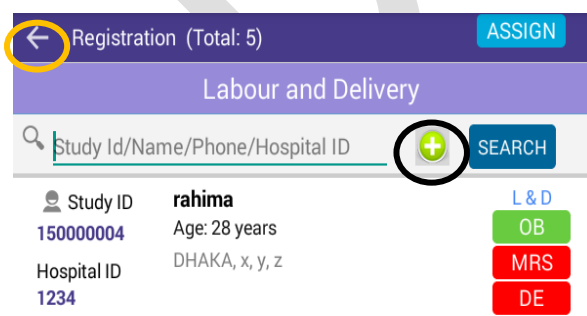 Registration (Total: 5) ASSIGN
Labour and Delivery
Study Id/Name/Phone/Hospital ID SEARCH
Study ID rahima L & D
150000004 Age: 28 years OB
Hospital ID DHAKA, x, y, z MRS
1234 DE